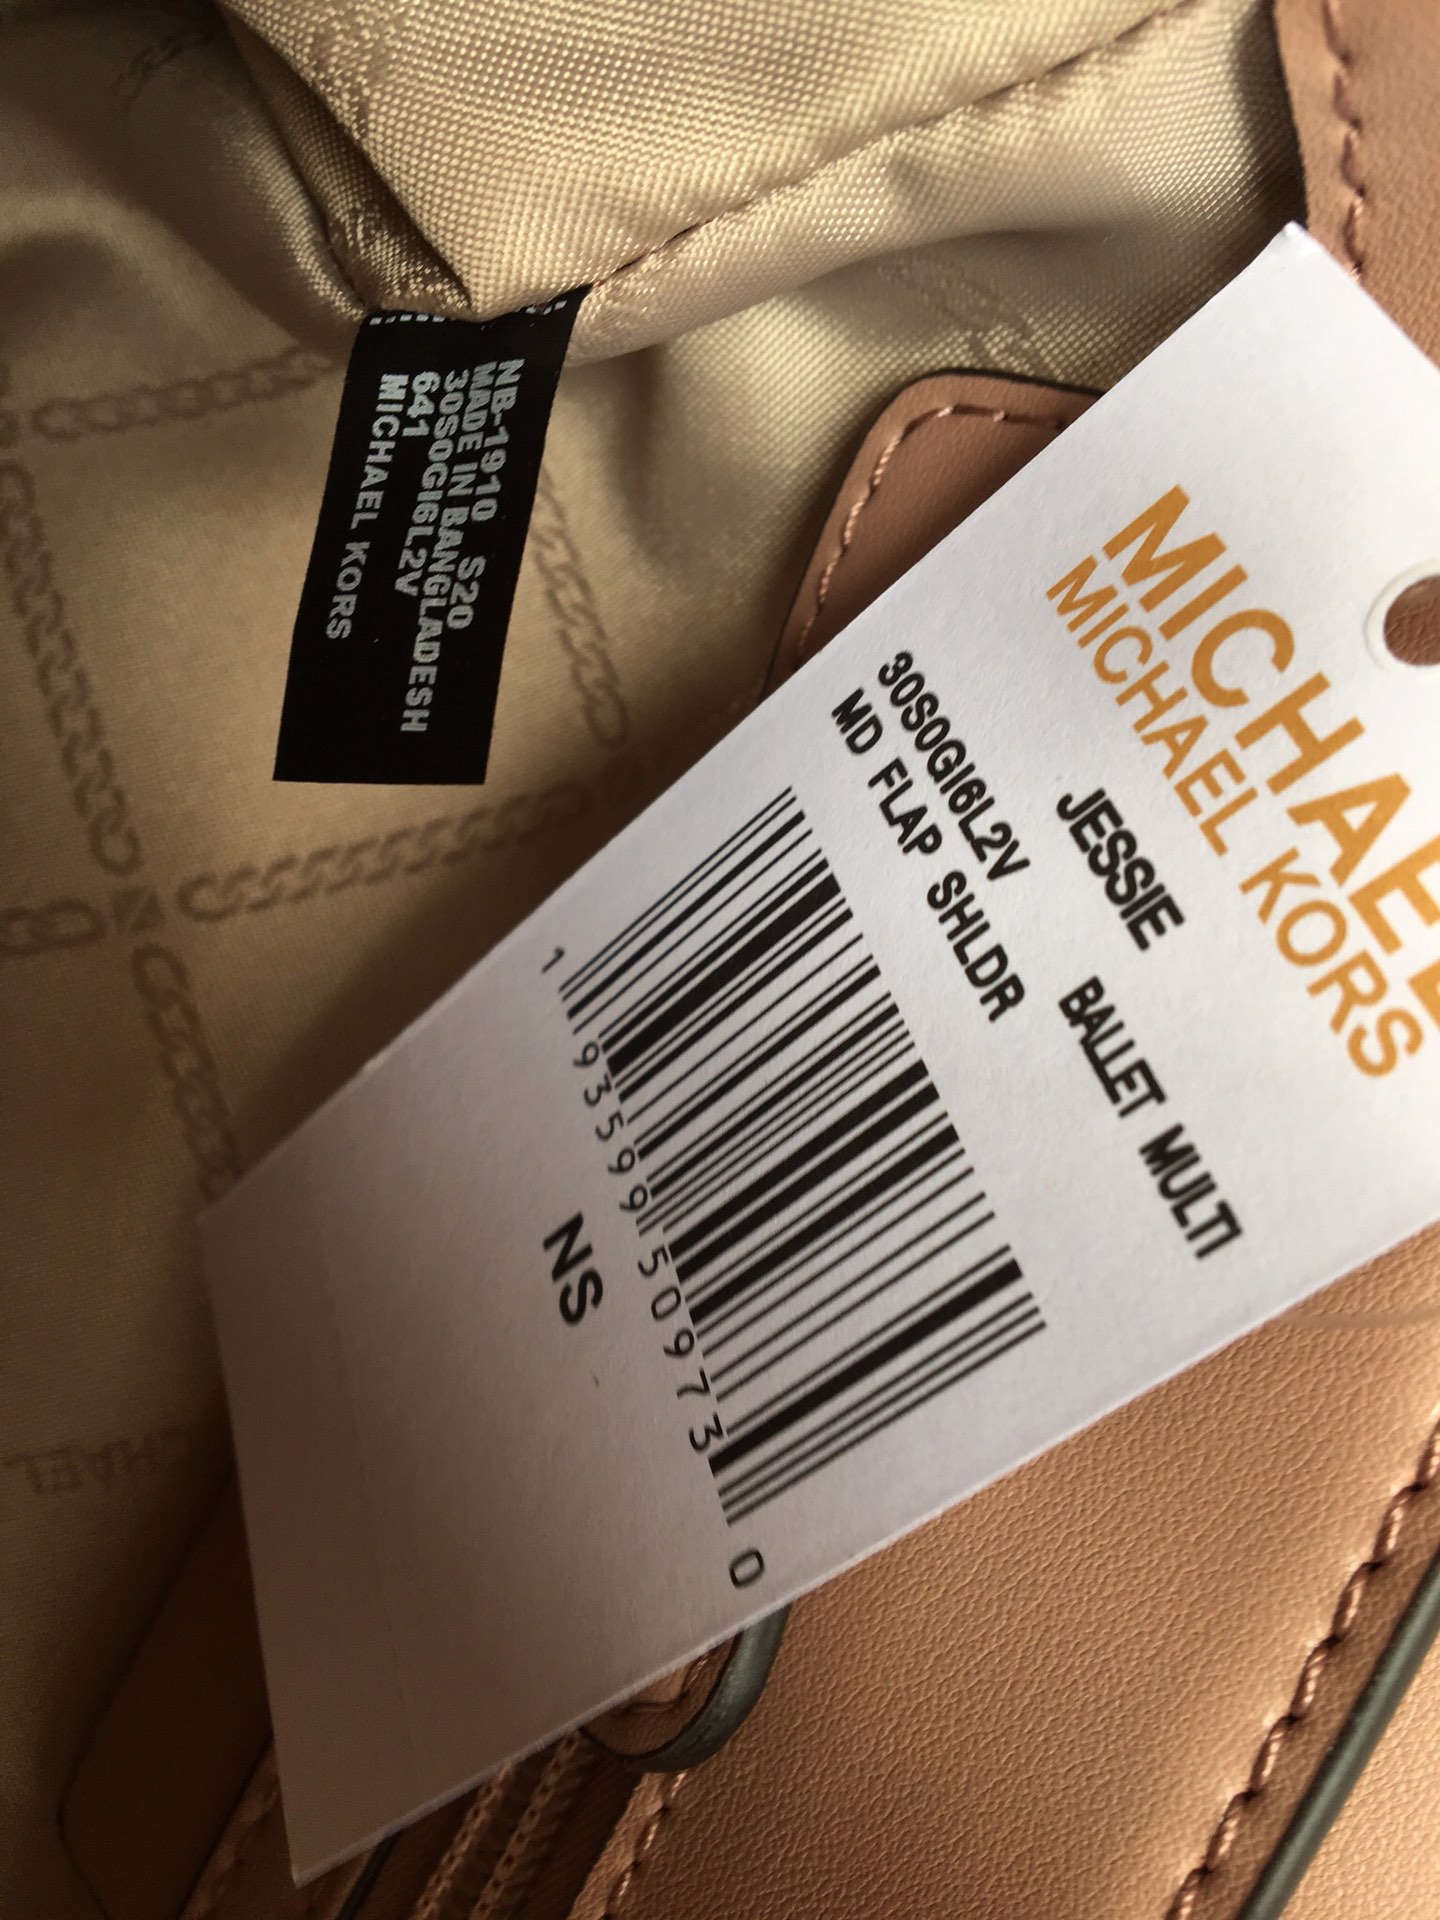 NB-1910 S20
MADE IN BANGLADESH
30S0GI6L2V
641
MICHAEL KORS
MICHAEL
MICHAEL KORS
JESSIE BALLET MULTI
30S0GI6L2V
MD FLAP SHLDR
1 93599 50973 0
NS
HAEL